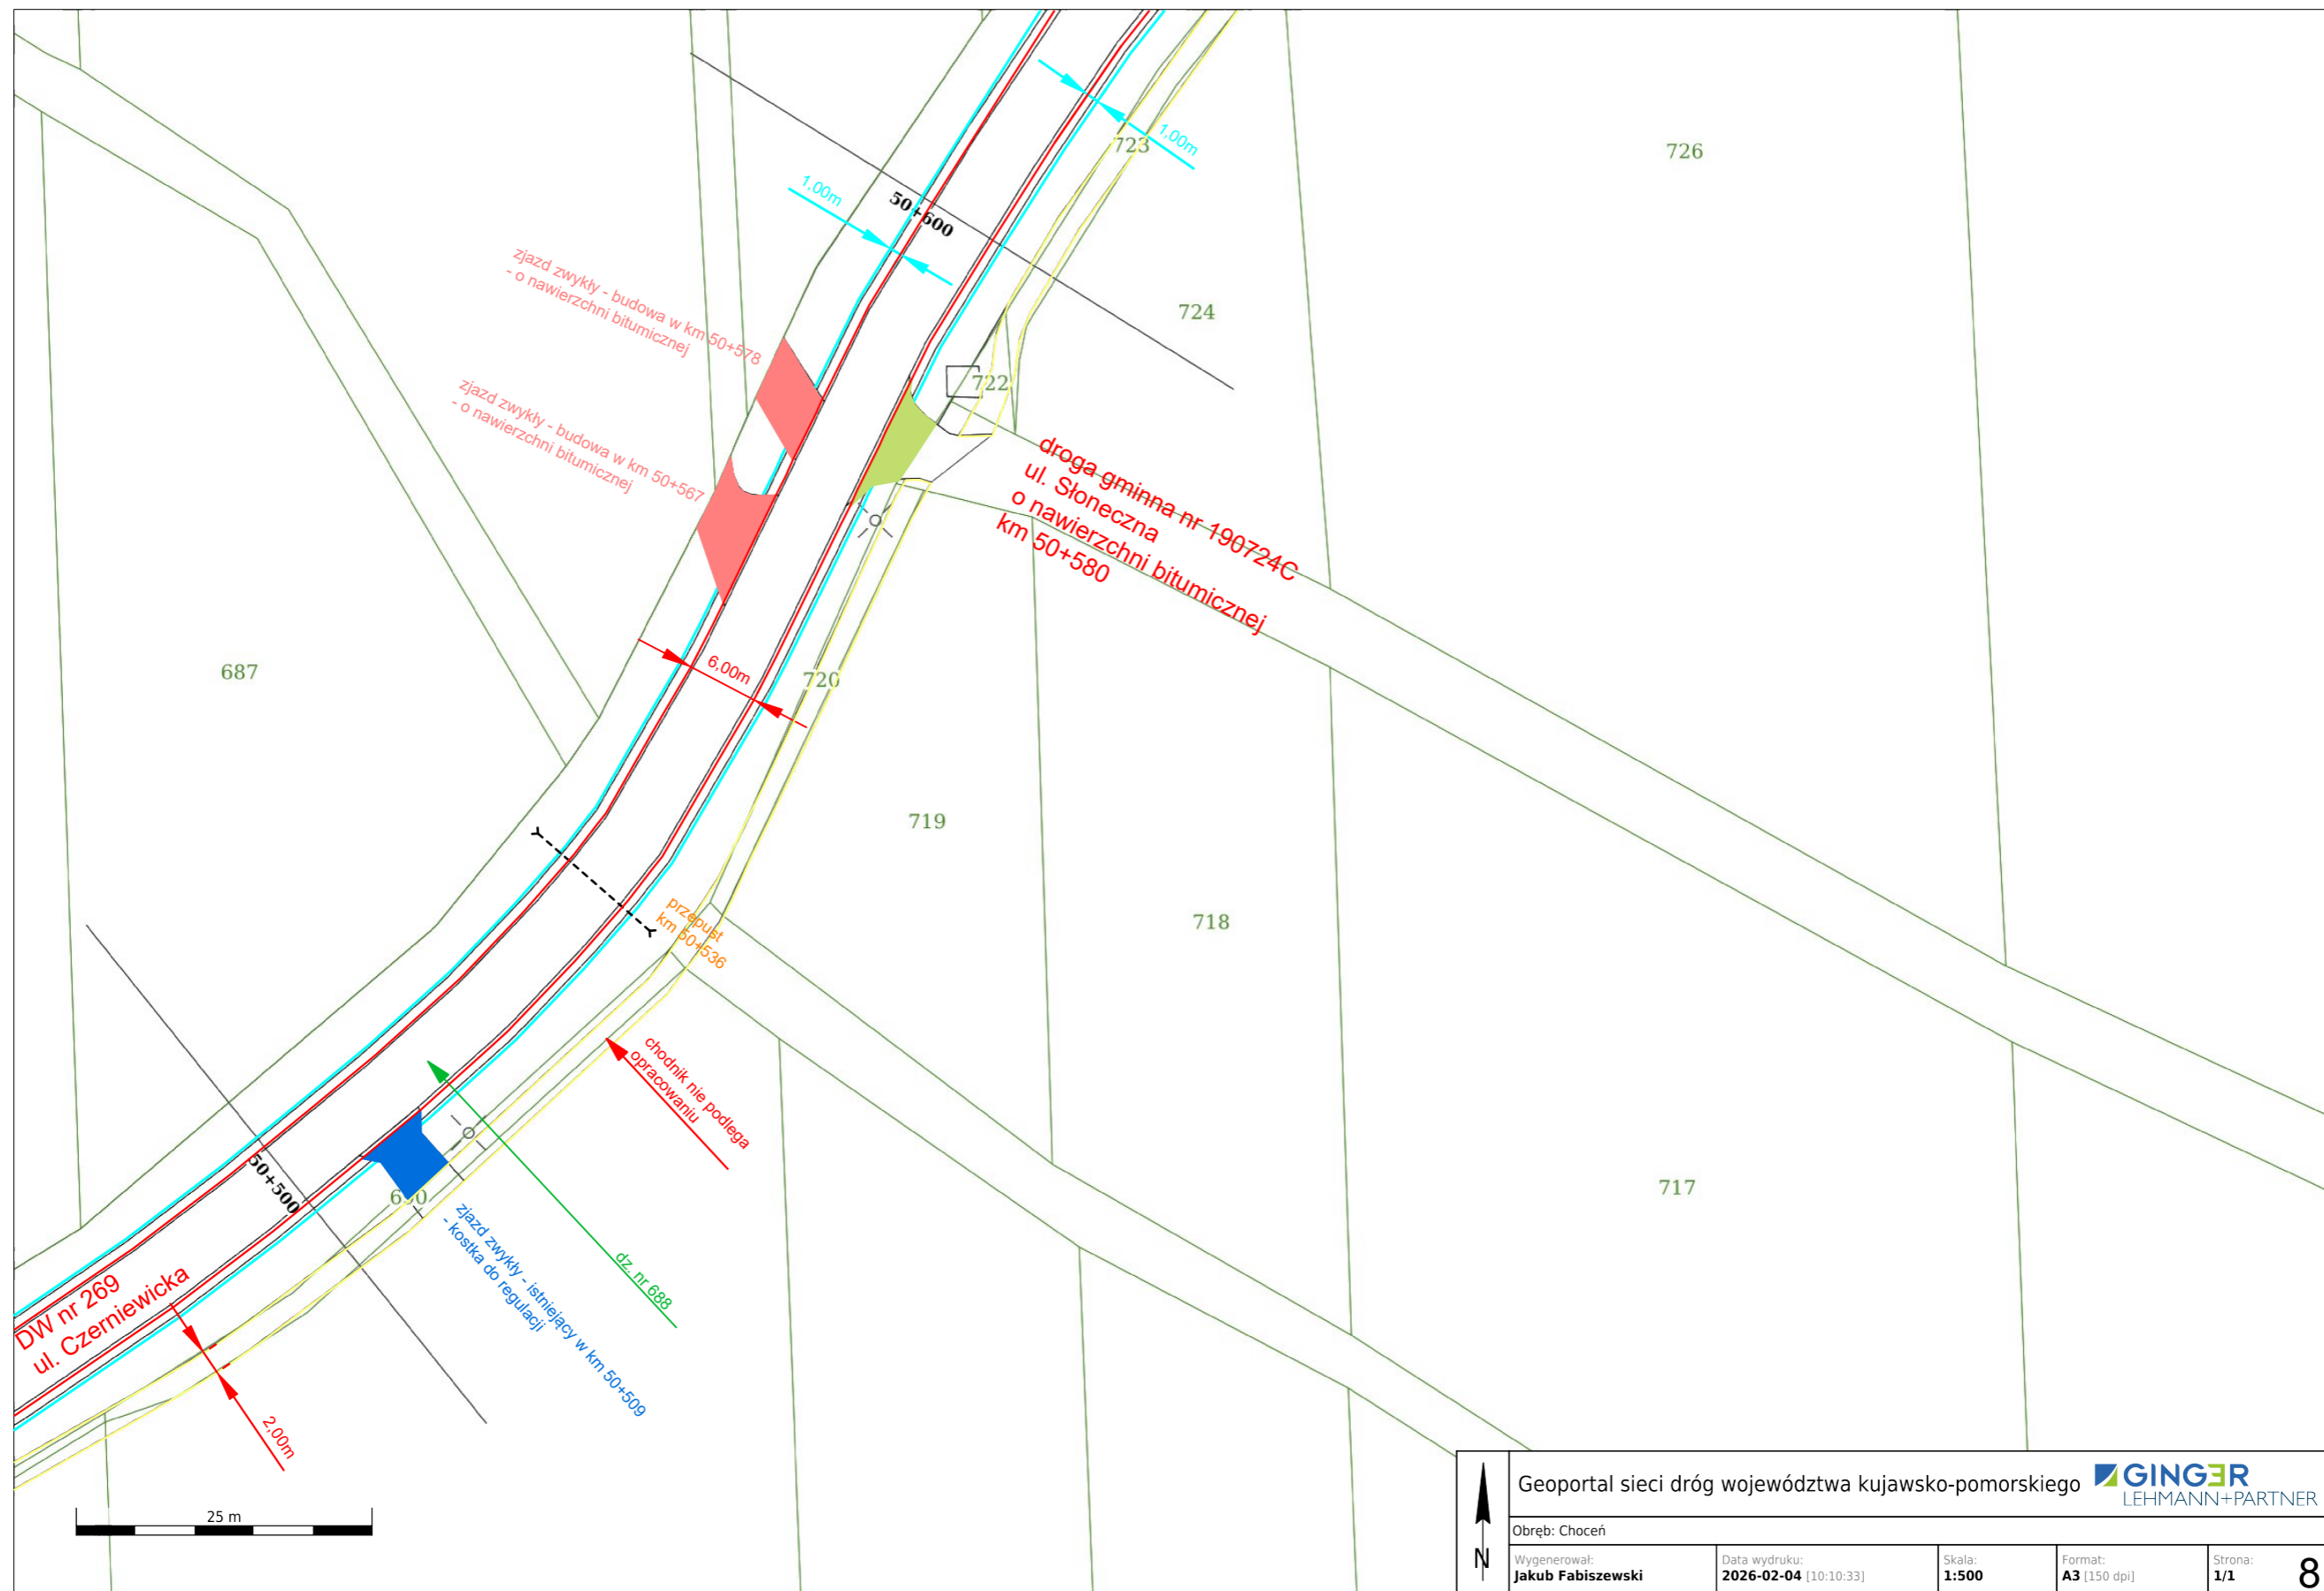 726
723
1,00m
1,00m
50+600
zjazd zwykły - budowa w km 50+578
- o nawierzchni bitumicznej
724
722
zjazd zwykły - budowa w km 50+567
- o nawierzchni bitumicznej
droga gminna nr 190724C
ul. Słoneczna
o nawierzchni bitumicznej
km 50+580
687
6,00m
720
719
718
przepust
km 50+536
chodnik nie podlega
opracowaniu
50+500
690
717
zjazd zwykły - istniejący w km 50+509
- kostka do regulacji
dz. nr 688
DW nr 269
ul. Czerniewicka
2,00m
25 m
Geoportal sieci dróg województwa kujawsko-pomorskiego
GINGER
LEHMANN+PARTNER
Obręb: Choceń
N
Wygenerował:
Jakub Fabiszewski
Data wydruku:
2026-02-04 [10:10:33]
Skala:
1:500
Format:
A3 [150 dpi]
Strona:
1/1
8